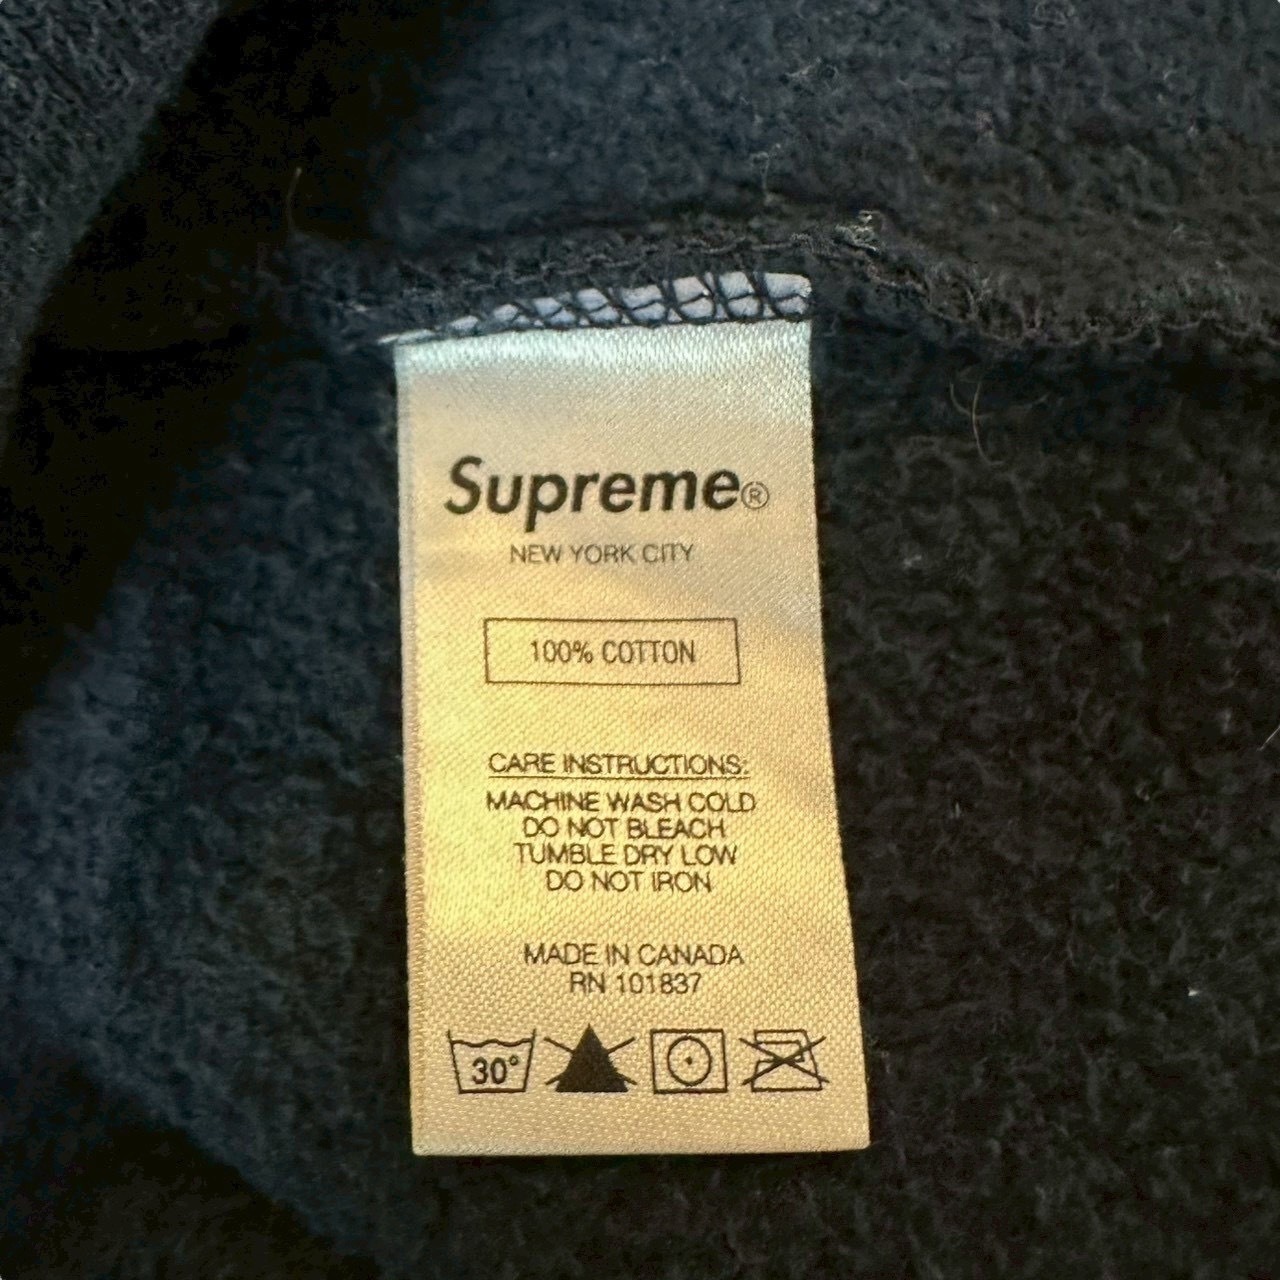 Supreme®
NEW YORK CITY
100% COTTON
CARE INSTRUCTIONS:
MACHINE WASH COLD
DO NOT BLEACH
TUMBLE DRY LOW
DO NOT IRON
MADE IN CANADA
RN 101837
30°